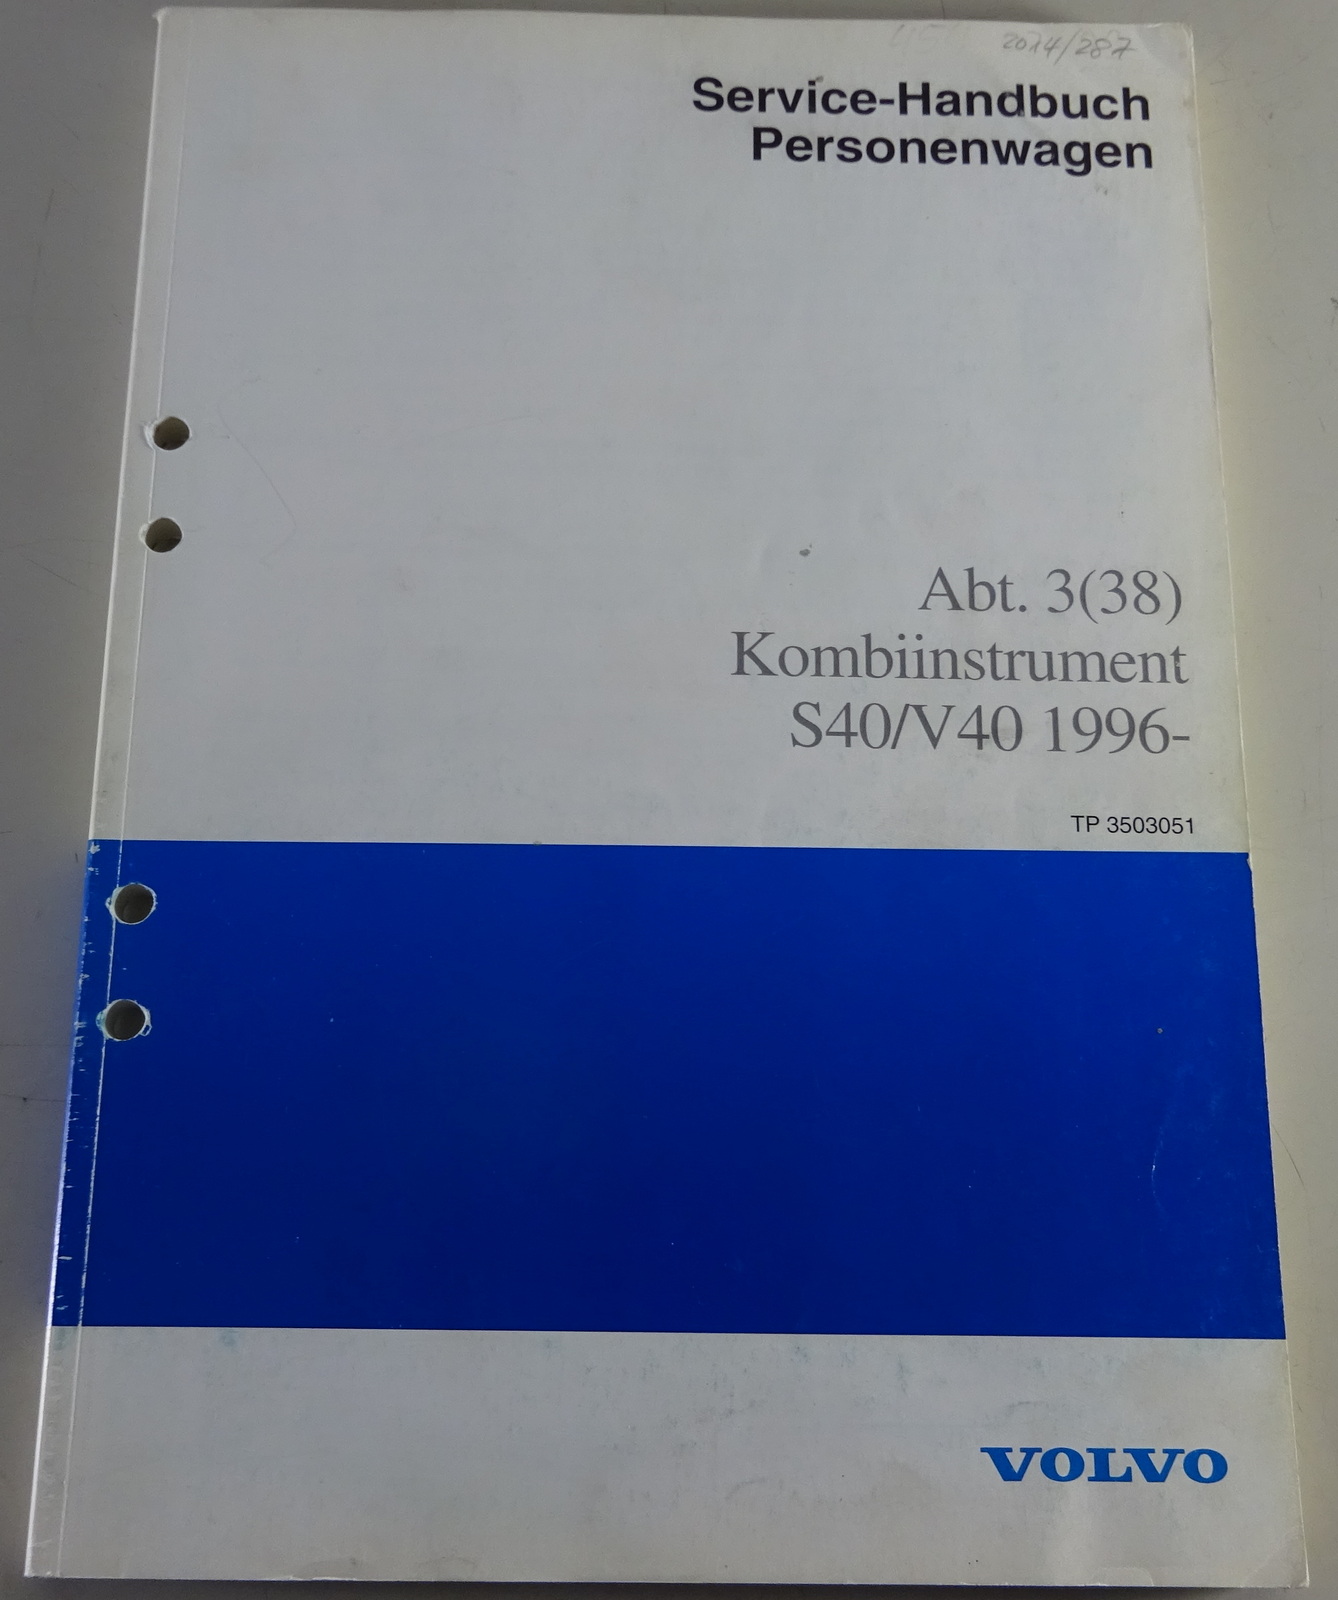 2014/287
Service-Handbuch
Personenwagen
Abt. 3(38)
Kombiinstrument
S40/V40 1996-
TP 3503051
VOLVO